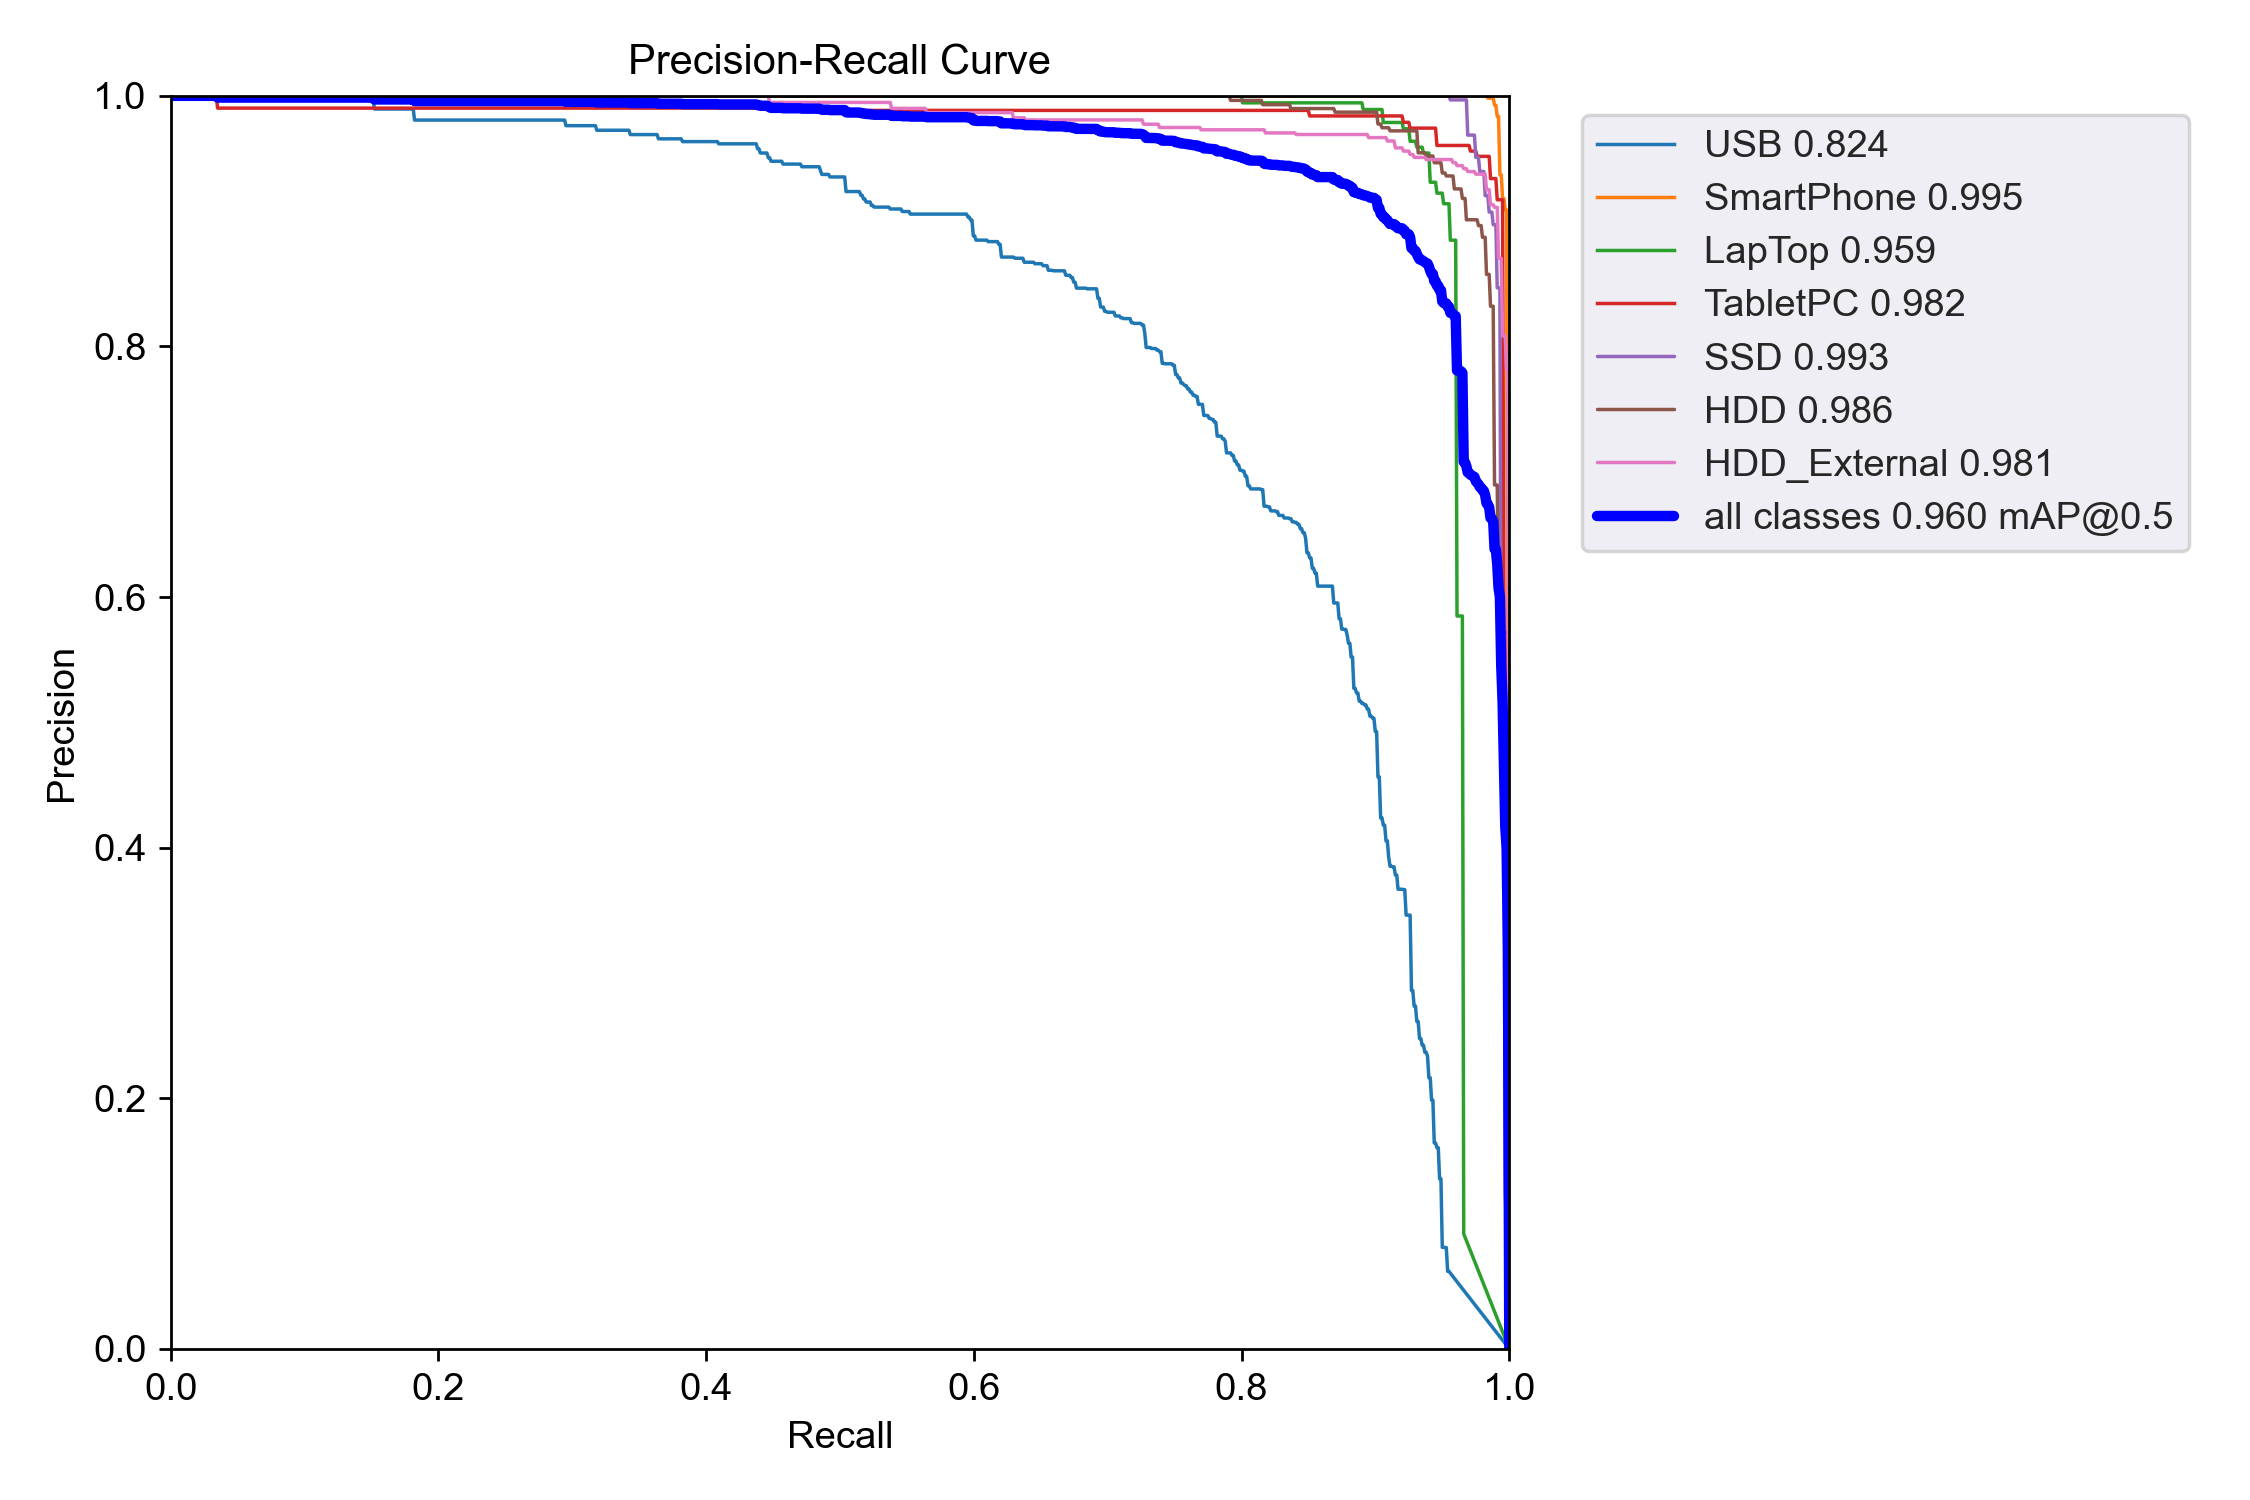 Precision-Recall Curve
1.0
0.8
0.6
0.4
0.2
0.0
Precision
0.0 0.2 0.4 0.6 0.8 1.0
Recall
USB 0.824
SmartPhone 0.995
LapTop 0.959
TabletPC 0.982
SSD 0.993
HDD 0.986
HDD_External 0.981
all classes 0.960 mAP@0.5